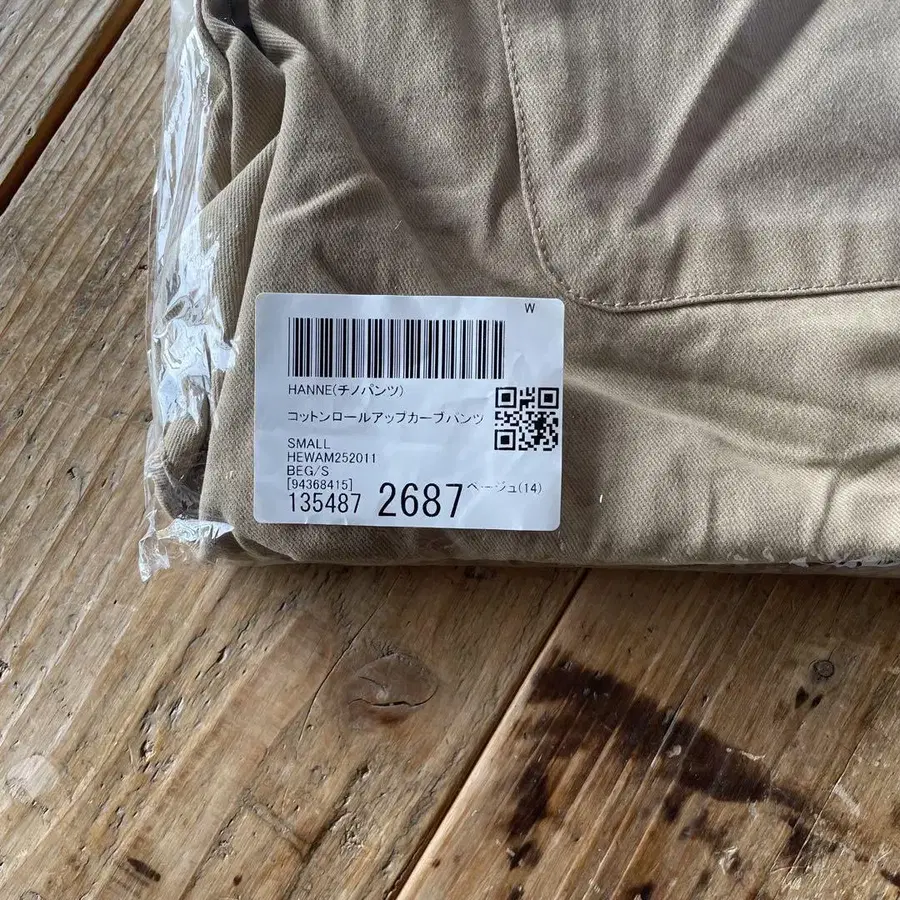 W
HANNE(チノパンツ)
コットンロールアップカーブパンツ
SMALL
HEWAM252011
BEG/S
[94368415]
135487 2687 ベージュ(14)